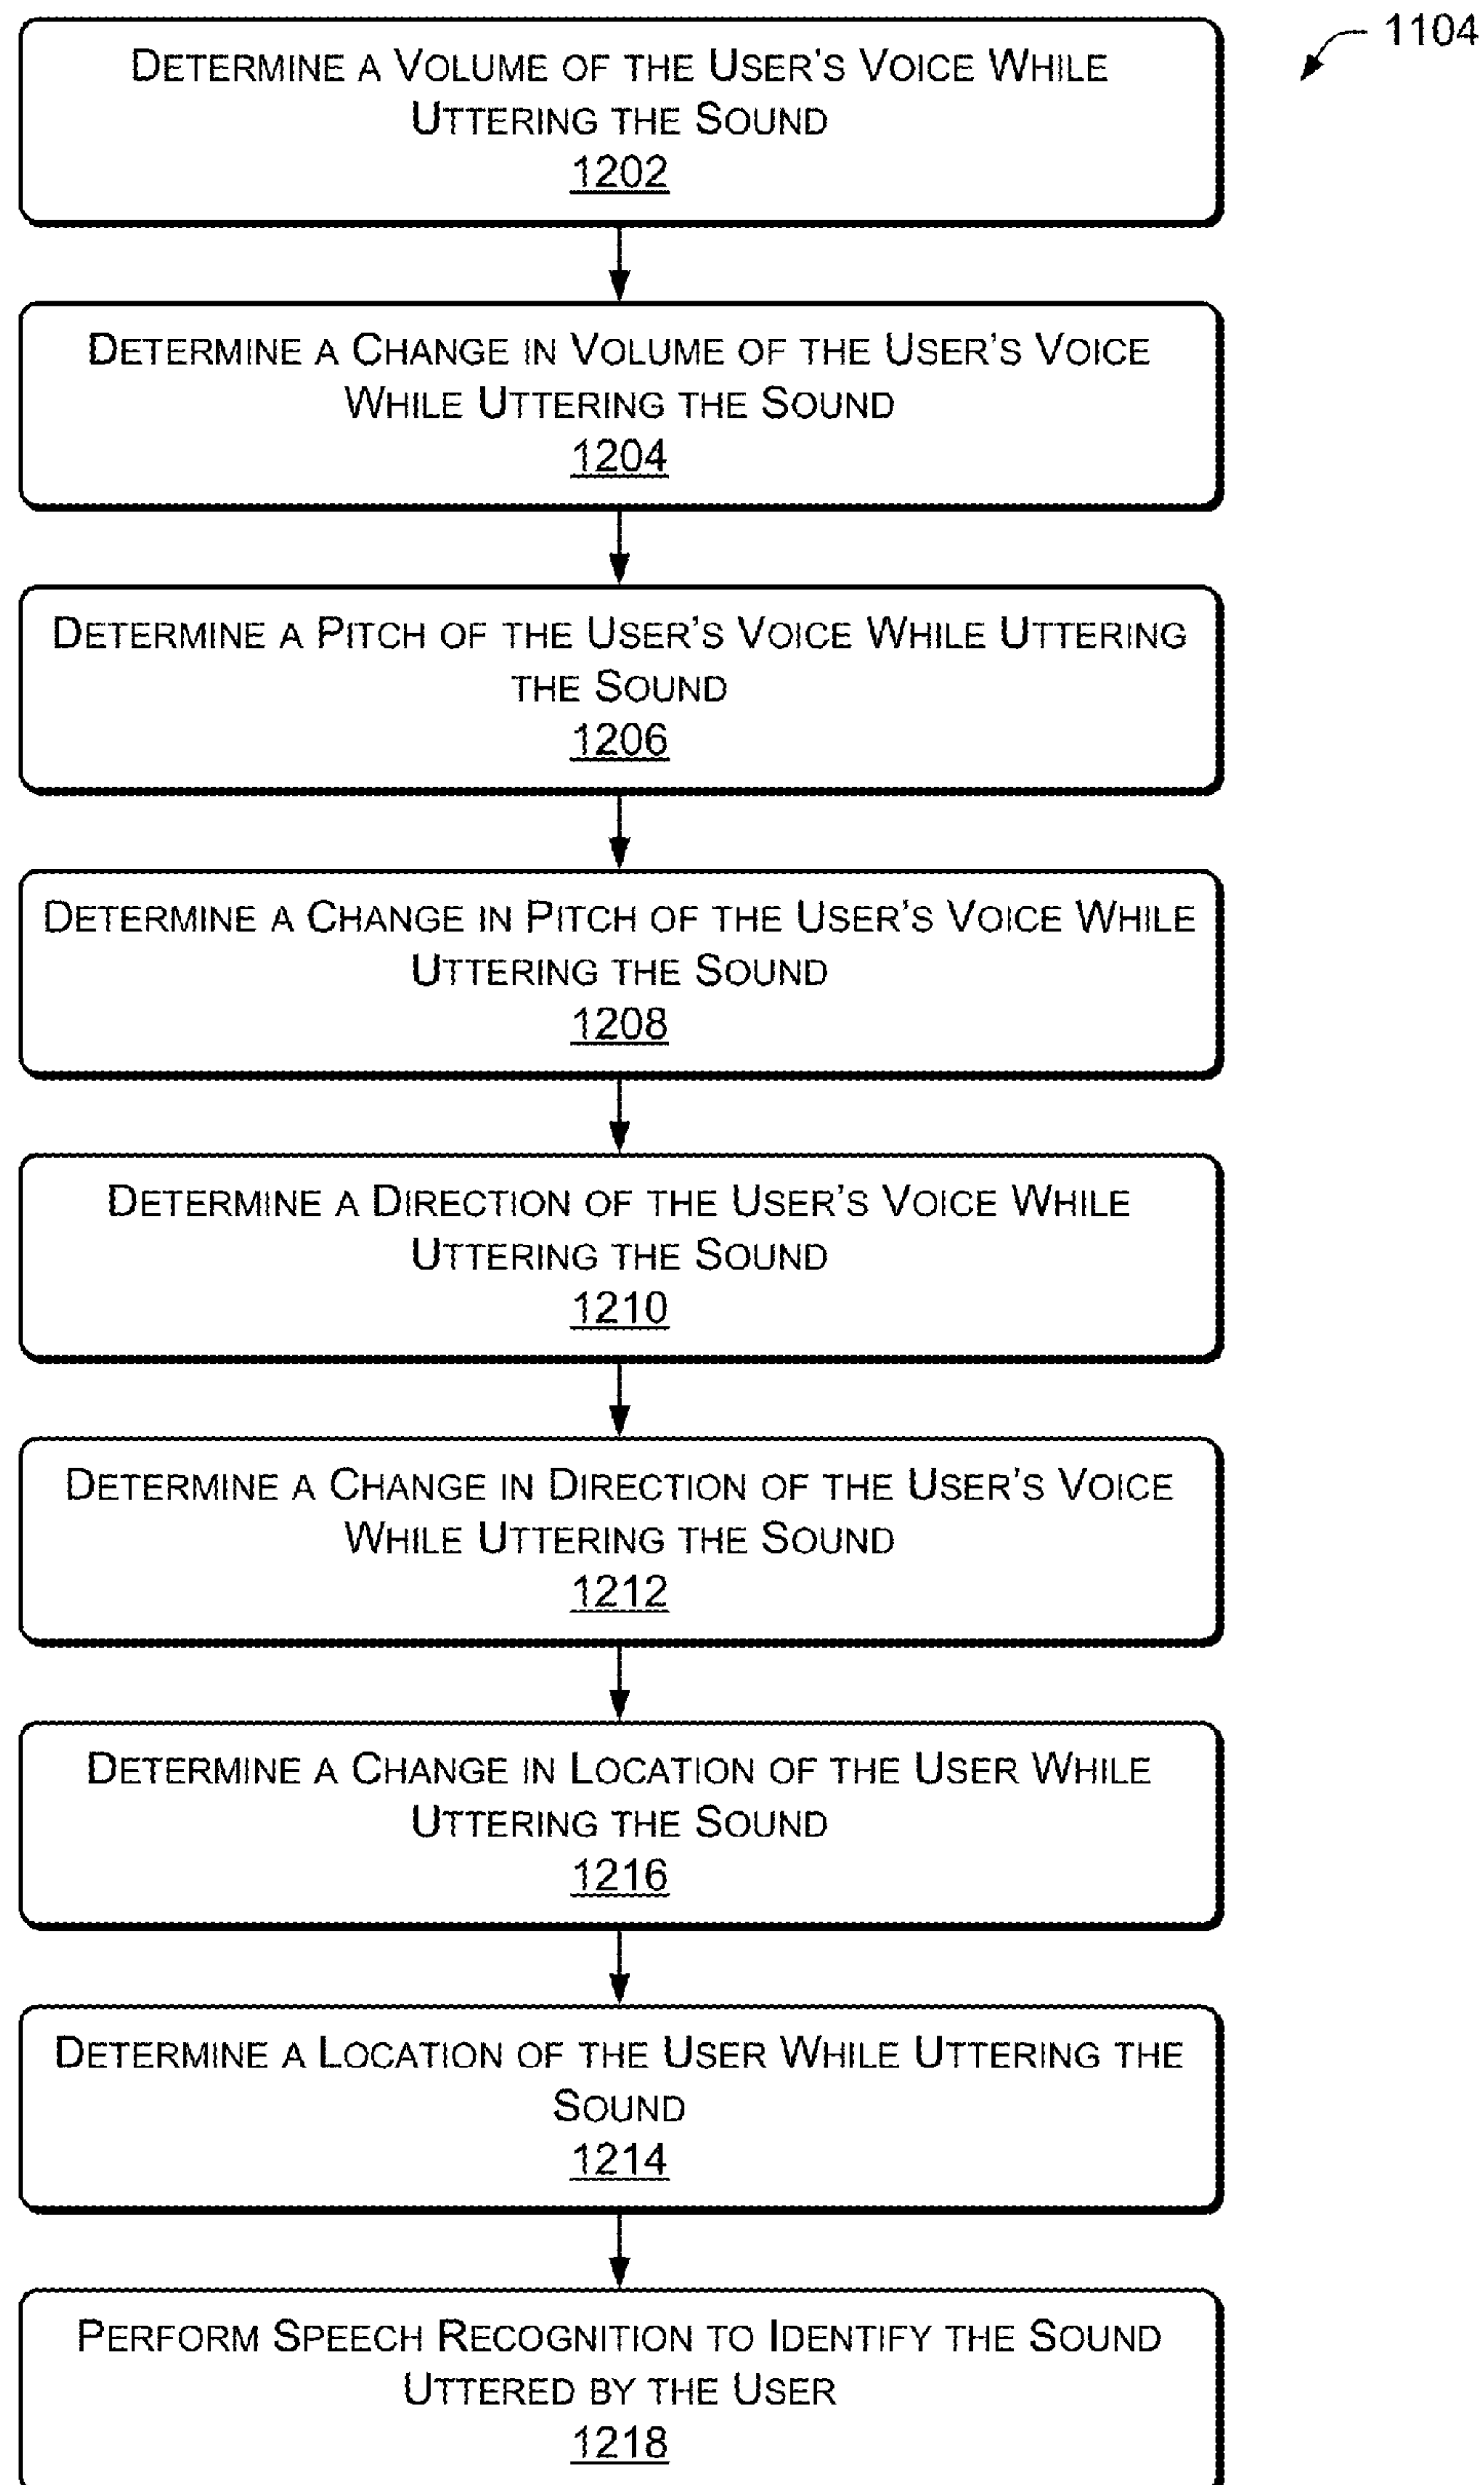 1104
DETERMINE A VOLUME OF THE USER'S VOICE WHILE
UTTERING THE SOUND
1202
DETERMINE A CHANGE IN VOLUME OF THE USER'S VOICE
WHILE UTTERING THE SOUND
1204
DETERMINE A PITCH OF THE USER'S VOICE WHILE UTTERING
THE SOUND
1206
DETERMINE A CHANGE IN PITCH OF THE USER'S VOICE WHILE
UTTERING THE SOUND
1208
DETERMINE A DIRECTION OF THE USER'S VOICE WHILE
UTTERING THE SOUND
1210
DETERMINE A CHANGE IN DIRECTION OF THE USER'S VOICE
WHILE UTTERING THE SOUND
1212
DETERMINE A CHANGE IN LOCATION OF THE USER WHILE
UTTERING THE SOUND
1216
DETERMINE A LOCATION OF THE USER WHILE UTTERING THE
SOUND
1214
PERFORM SPEECH RECOGNITION TO IDENTIFY THE SOUND
UTTERED BY THE USER
1218